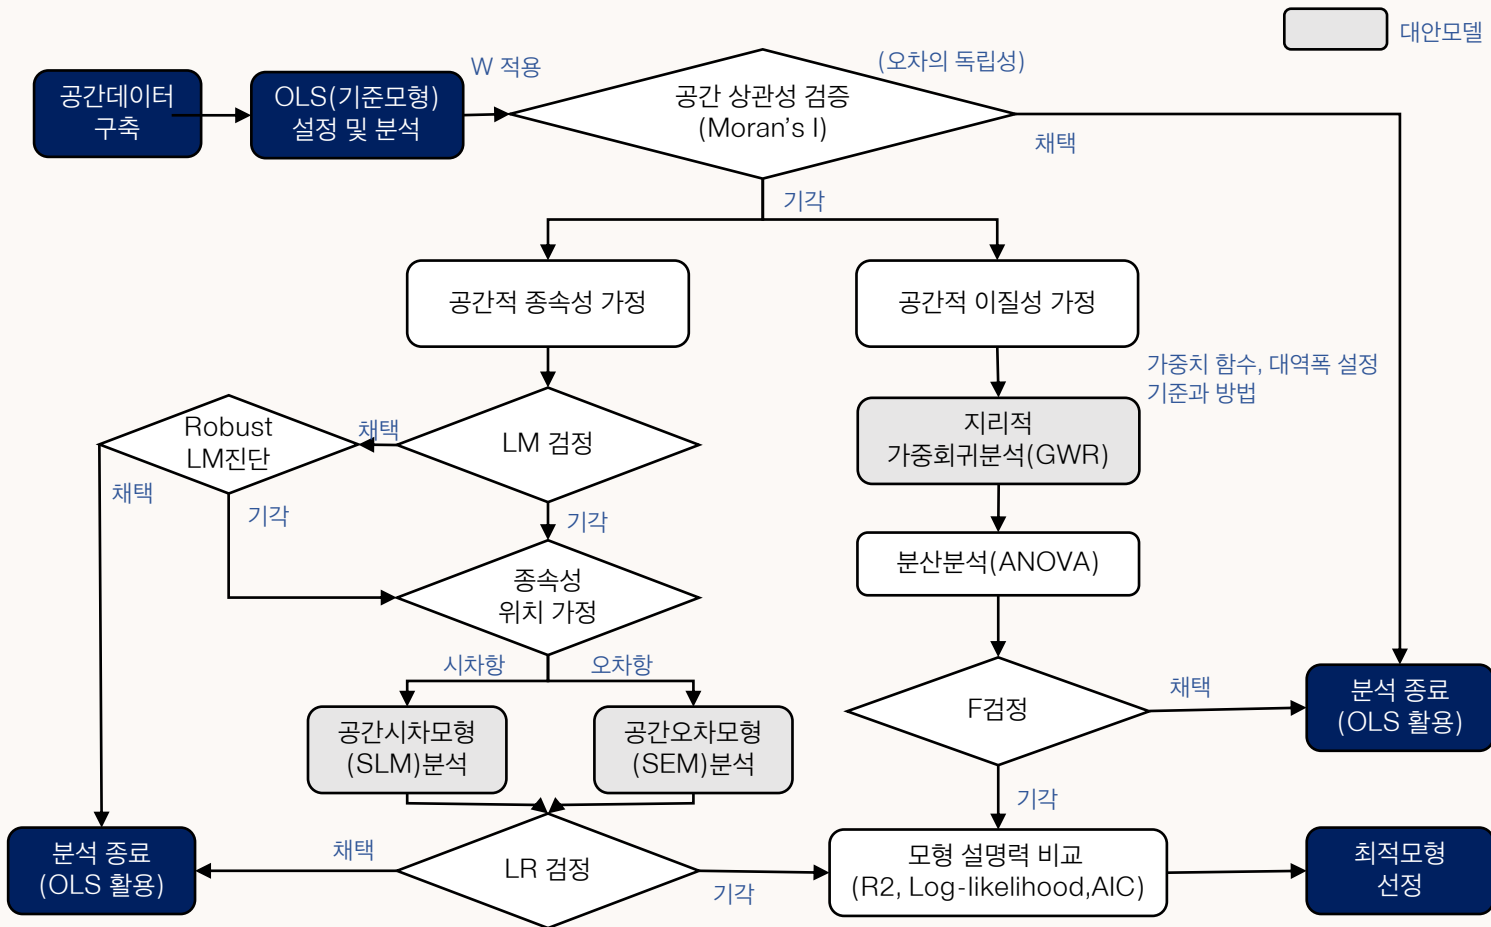 대안모델
W 적용
(오차의 독립성)
공간데이터
구축
OLS(기준모형)
설정 및 분석
공간 상관성 검증
(Moran's I)
채택
기각
공간적 종속성 가정
공간적 이질성 가정
가중치 함수, 대역폭 설정
기준과 방법
Robust
LM진단
채택
LM 검정
지리적
가중회귀분석(GWR)
채택
기각
기각
분산분석(ANOVA)
종속성
위치 가정
시차항
오차항
F검정
채택
분석 종료
(OLS 활용)
공간시차모형
(SLM)분석
공간오차모형
(SEM)분석
기각
분석 종료
(OLS 활용)
채택
LR 검정
기각
모형 설명력 비교
(R2, Log-likelihood,AIC)
최적모형
선정